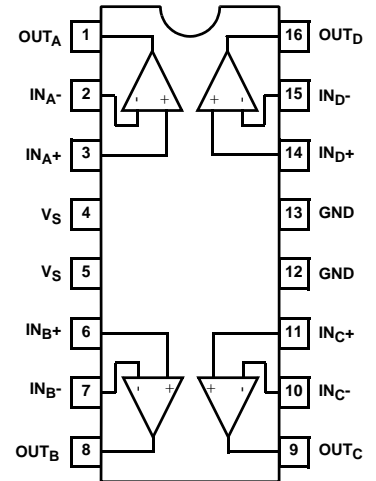 OUTA 1 16 OUTD
INA- 2 - + + - 15 IND-
INA+ 3 14 IND+
VS 4 13 GND
VS 5 12 GND
INB+ 6 11 INC+
INB- 7 - + + - 10 INC-
OUTB 8 9 OUTC